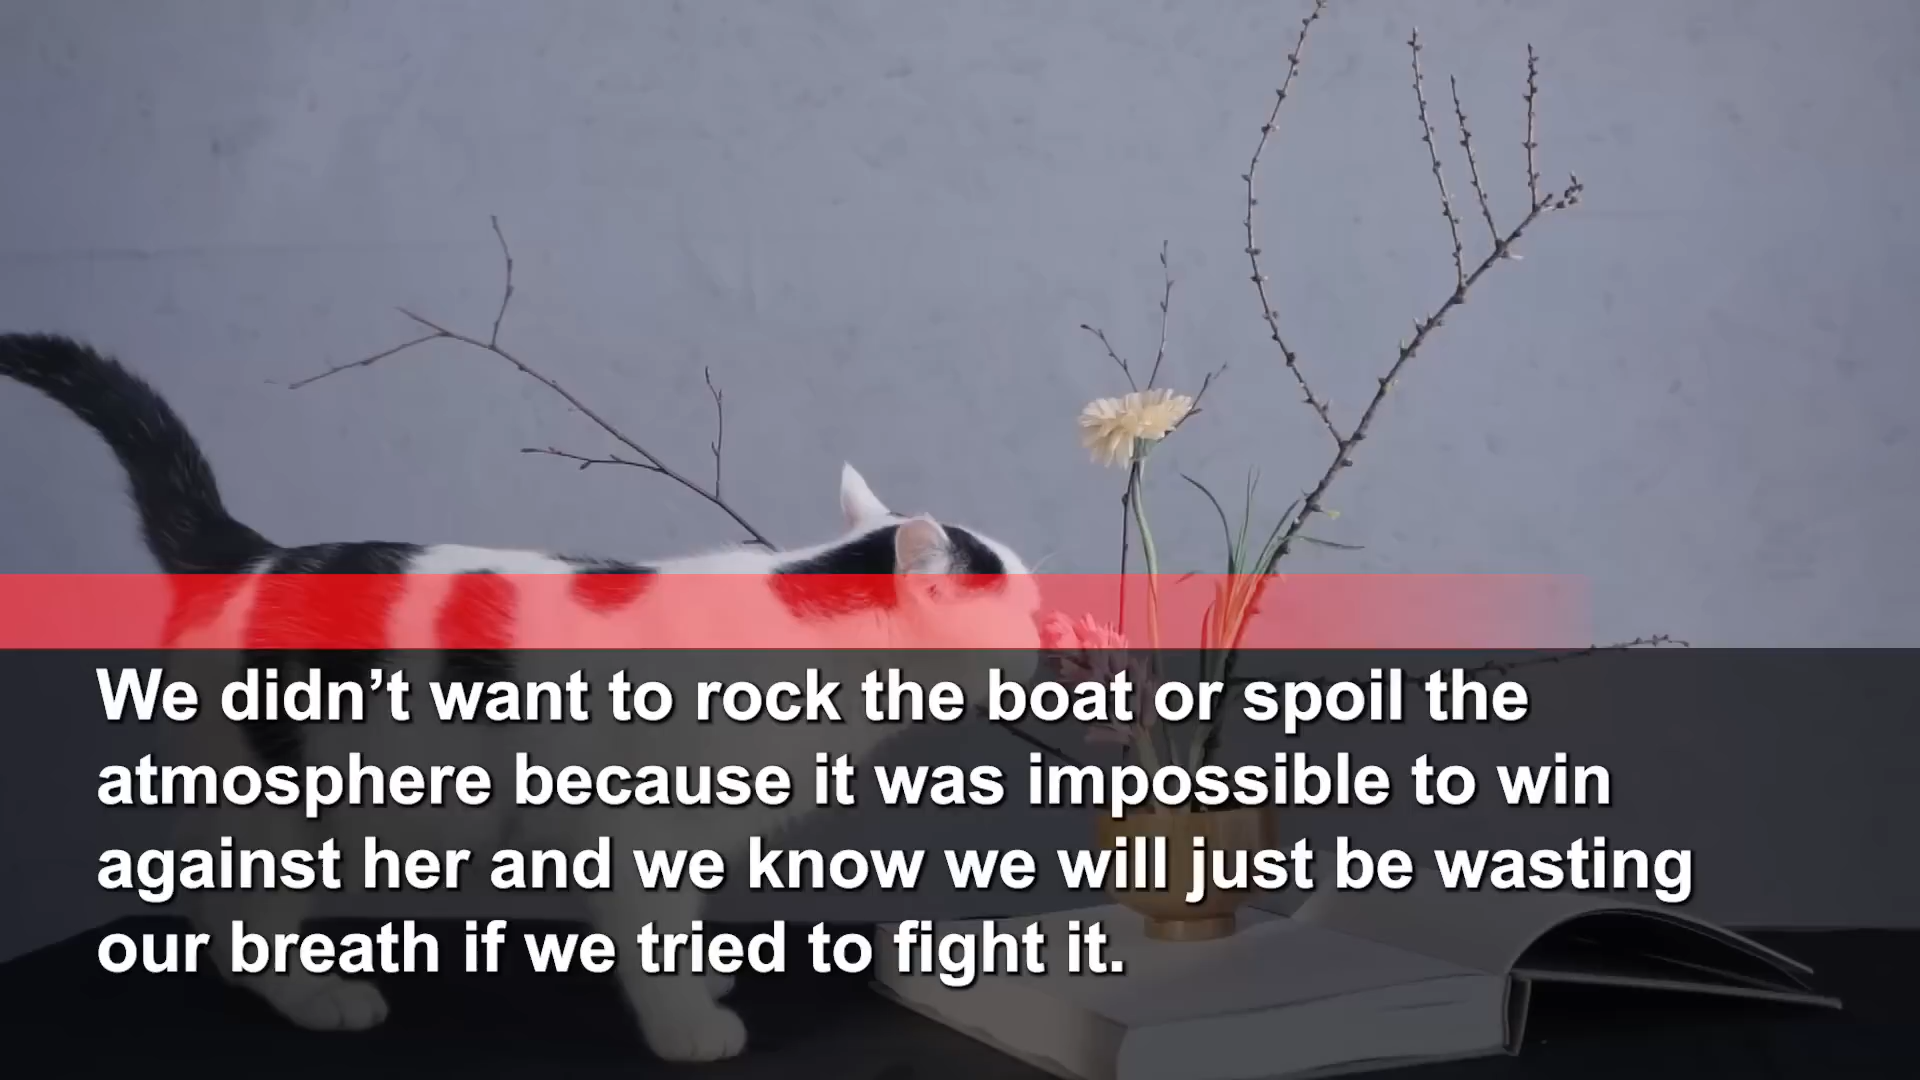 We didn’t want to rock the boat or spoil the
atmosphere because it was impossible to win
against her and we know we will just be wasting
our breath if we tried to fight it.